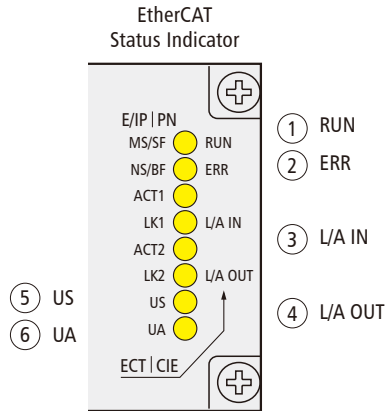 EtherCAT
Status Indicator
E/IP | PN
MS/SF RUN
NS/BF ERR
ACT1
LK1 L/A IN
ACT2
LK2 L/A OUT
US
UA
ECT | CIE
1 RUN
2 ERR
3 L/A IN
4 L/A OUT
5 US
6 UA